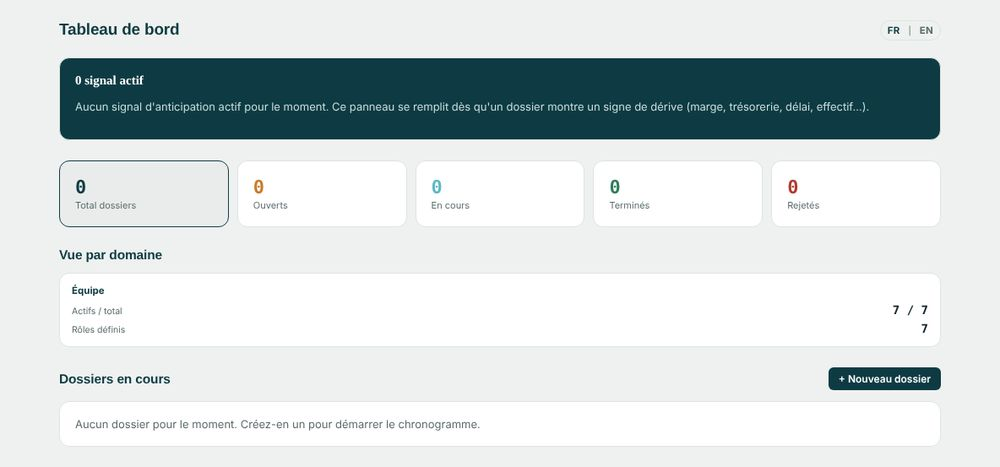 Tableau de bord
FR | EN
0 signal actif
Aucun signal d'anticipation actif pour le moment. Ce panneau se remplit dès qu'un dossier montre un signe de dérive (marge, trésorerie, délai, effectif...).
0
Total dossiers
0
Ouverts
0
En cours
0
Terminés
0
Rejetés
Vue par domaine
Équipe
Actifs / total 7 / 7
Rôles définis 7
Dossiers en cours
+ Nouveau dossier
Aucun dossier pour le moment. Créez-en un pour démarrer le chronogramme.